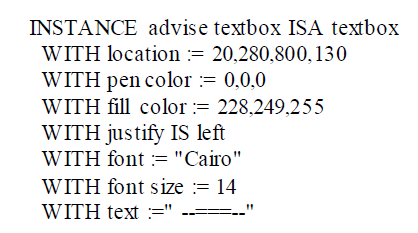 INSTANCE advise textbox ISA textbox
WITH location := 20,280,800,130
WITH pen color := 0,0,0
WITH fill color := 228,249,255
WITH justify IS left
WITH font := "Cairo"
WITH font size := 14
WITH text :=" --===--"